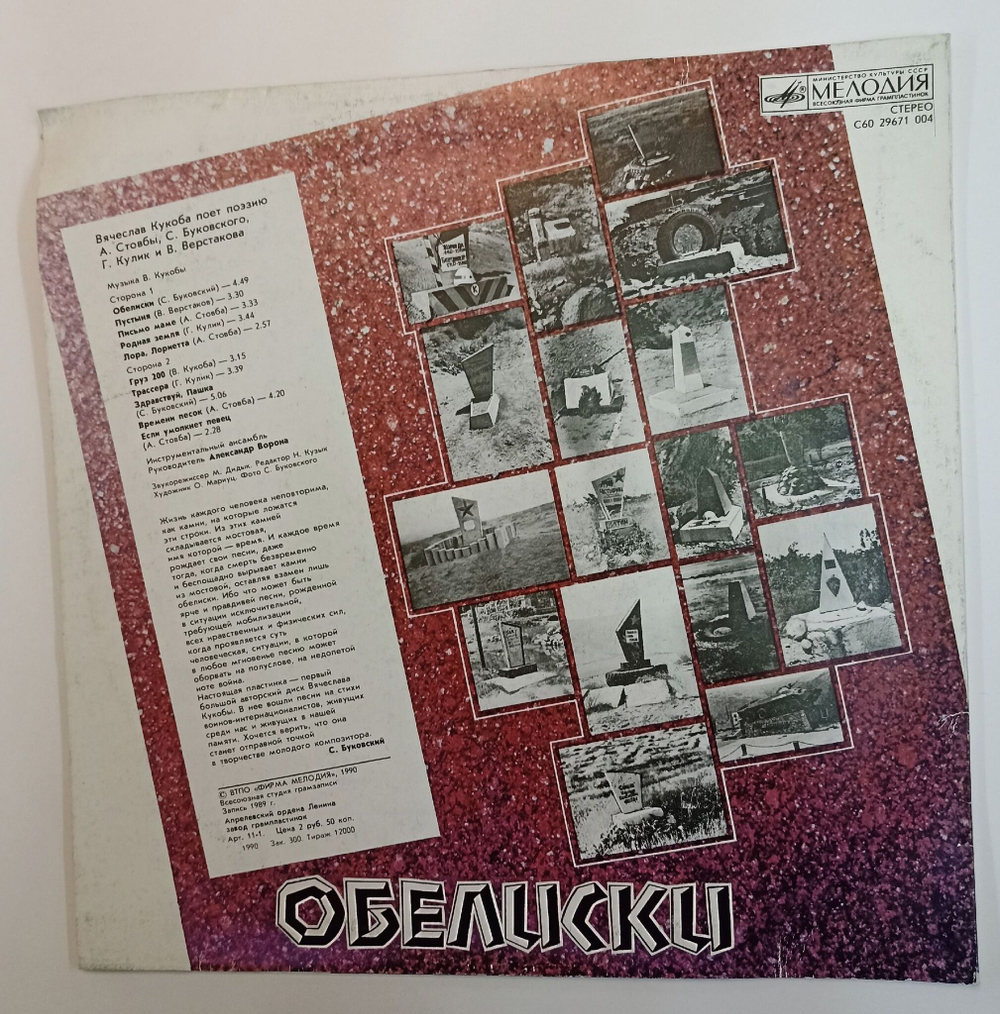 МИНИСТЕРСТВО КУЛЬТУРЫ СССР
МЕЛОДИЯ
ВСЕСОЮЗНАЯ ФИРМА ГРАМПЛАСТИНОК
СТЕРЕО
С60 29671 004
Вячеслав Кукоба поет поэзию
А. Стовбы, С. Буковского,
Г. Кулик и В. Верстакова
Музыка В. Кукобы
Сторона 1
Обелиски (С. Буковский) — 4.49
Пустыня (В. Верстаков) — 3.30
Письмо маме (А. Стовба) — 3.33
Родная земля (Г. Кулик) — 3.44
Лора, Лориетта (А. Стовба) — 2.57
Сторона 2
Груз 200 (В. Кукоба) — 3.15
Трассера (Г. Кулик) — 3.39
Здравствуй, Пашка
(С. Буковский) — 5.06
Времени песок (А. Стовба) — 4.20
Если умолкнет певец
(А. Стовба) — 2.28
Инструментальный ансамбль
Руководитель Александр Ворона
Звукорежиссер М. Дидык. Редактор Н. Кузык
Художник О. Мариуц. Фото С. Буковского
Жизнь каждого человека неповторима,
как камни, на которые ложатся
эти строки. Из этих камней
складывается мостовая,
имя которой — время. И каждое время
рождает свои песни, даже
тогда, когда смерть безвременно
и беспощадно вырывает камни
из мостовой, оставляя взамен лишь
обелиски. Ибо что может быть
ярче и правдивей песни, рожденной
в ситуации исключительной,
требующей мобилизации
всех нравственных и физических сил,
когда проявляется суть
человеческая, ситуации, в которой
в любое мгновенье песню может
оборвать на полуслове, на недопетой
ноте война.
Настоящая пластинка — первый
большой авторский диск Вячеслава
Кукобы. В нее вошли песни на стихи
воинов-интернационалистов, живущих
среди нас и живущих в нашей
памяти. Хочется верить, что она
станет отправной точкой
в творчестве молодого композитора.
С. Буковский
© ВТПО «ФИРМА МЕЛОДИЯ», 1990
Всесоюзная студия грамзаписи
Запись 1989 г.
Апрелевский ордена Ленина
завод грампластинок
Арт. 11-1. Цена 2 руб. 50 коп.
1990 Зак. 300. Тираж 12000
ОБЕЛИСКИ